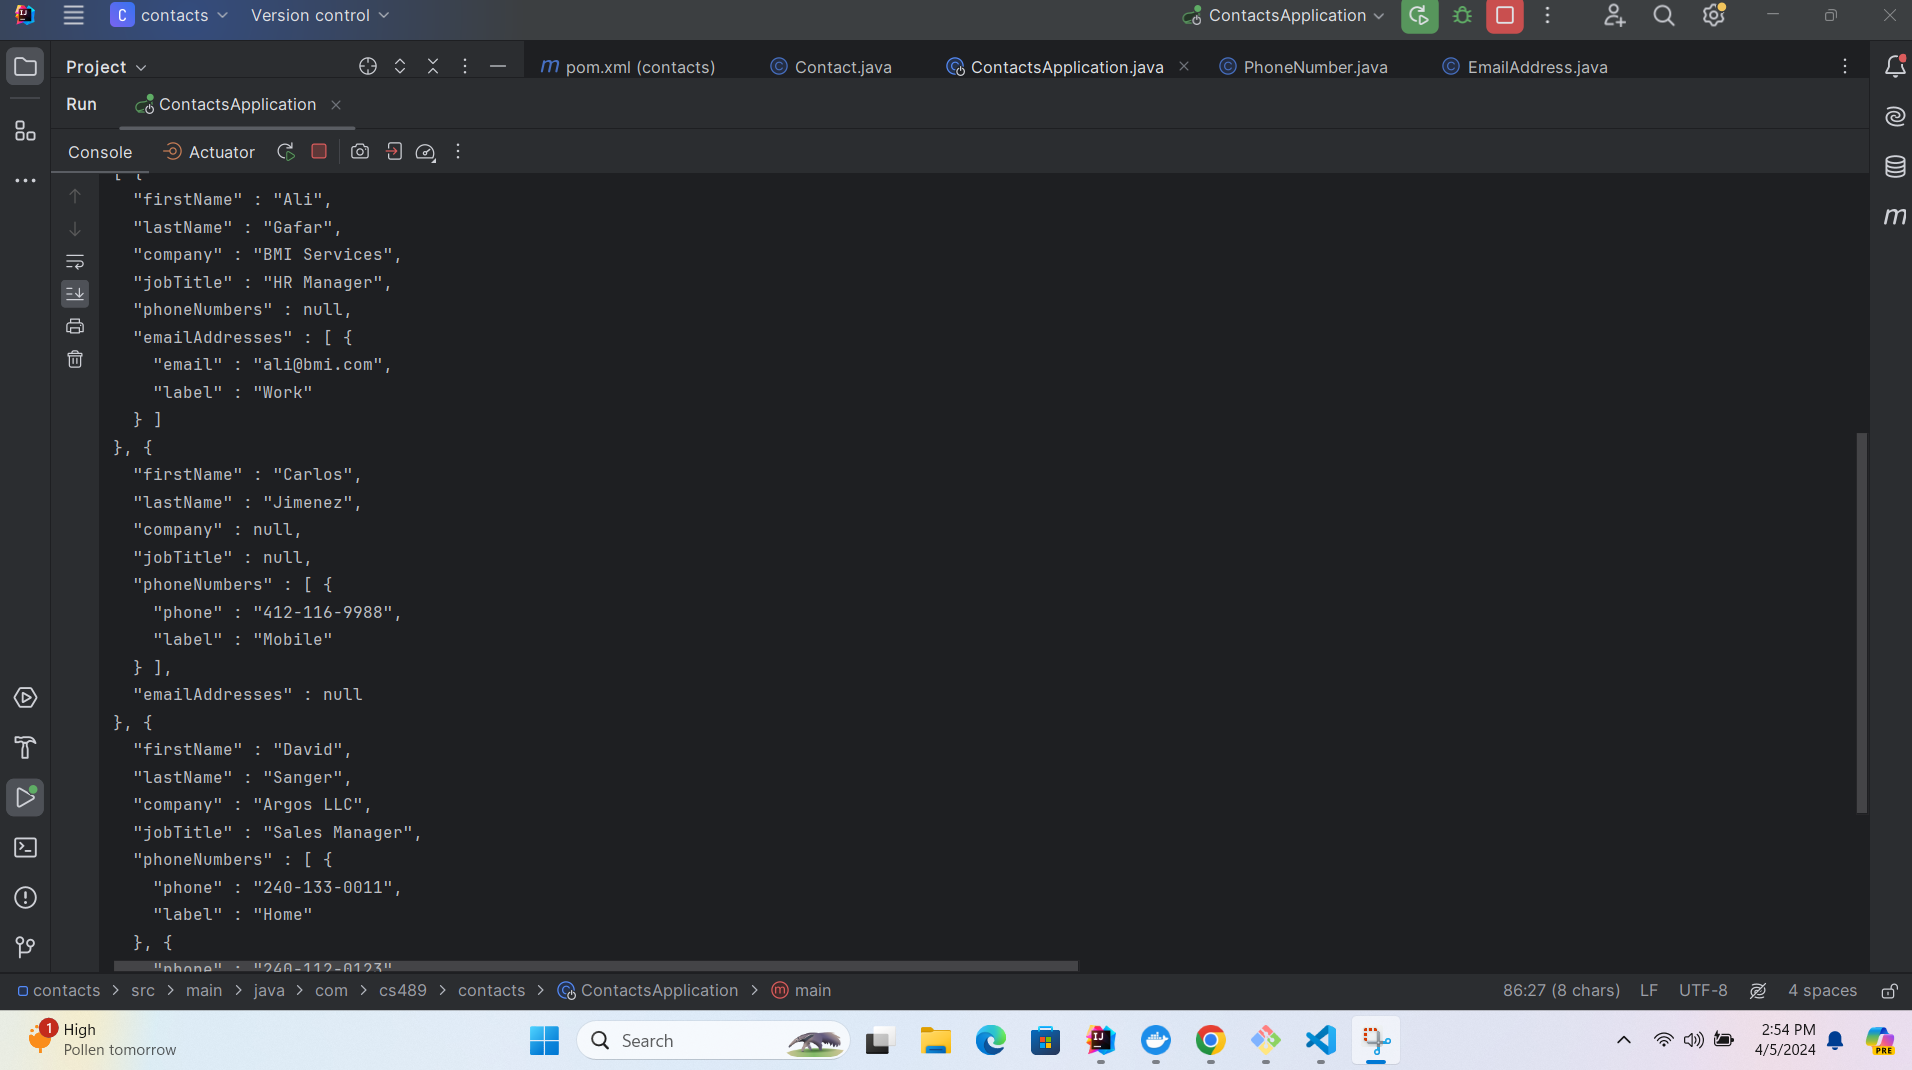 C contacts Version control ContactsApplication
Project m pom.xml (contacts) Contact.java ContactsApplication.java PhoneNumber.java EmailAddress.java
Run ContactsApplication
Console Actuator
[ {
"firstName" : "Ali",
"lastName" : "Gafar",
"company" : "BMI Services",
"jobTitle" : "HR Manager",
"phoneNumbers" : null,
"emailAddresses" : [ {
"email" : "ali@bmi.com",
"label" : "Work"
} ]
}, {
"firstName" : "Carlos",
"lastName" : "Jimenez",
"company" : null,
"jobTitle" : null,
"phoneNumbers" : [ {
"phone" : "412-116-9988",
"label" : "Mobile"
} ],
"emailAddresses" : null
}, {
"firstName" : "David",
"lastName" : "Sanger",
"company" : "Argos LLC",
"jobTitle" : "Sales Manager",
"phoneNumbers" : [ {
"phone" : "240-133-0011",
"label" : "Home"
}, {
"phone" : "240-112-0123"
contacts > src > main > java > com > cs489 > contacts > ContactsApplication > main 86:27 (8 chars) LF UTF-8 4 spaces
1 High
Pollen tomorrow
Search
2:54 PM
4/5/2024
PRE